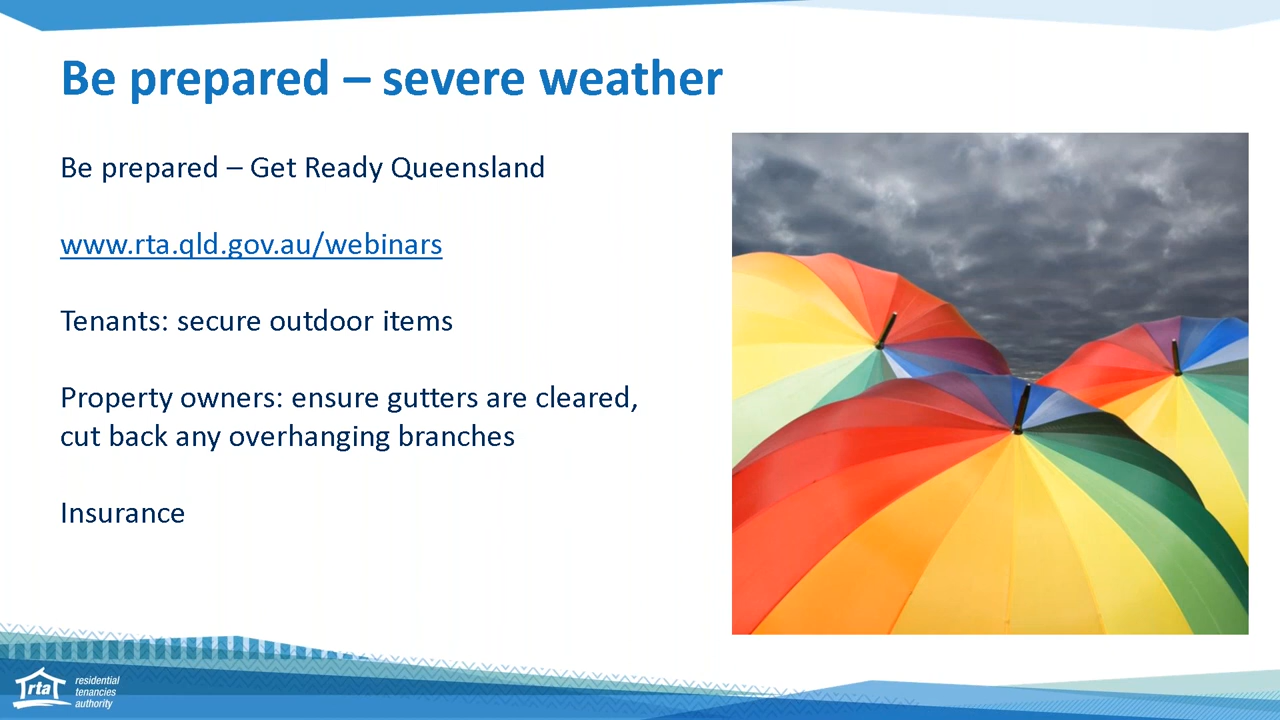 Be prepared – severe weather
Be prepared – Get Ready Queensland
www.rta.qld.gov.au/webinars
Tenants: secure outdoor items
Property owners: ensure gutters are cleared,
cut back any overhanging branches
Insurance
rta
residential
tenancies
authority